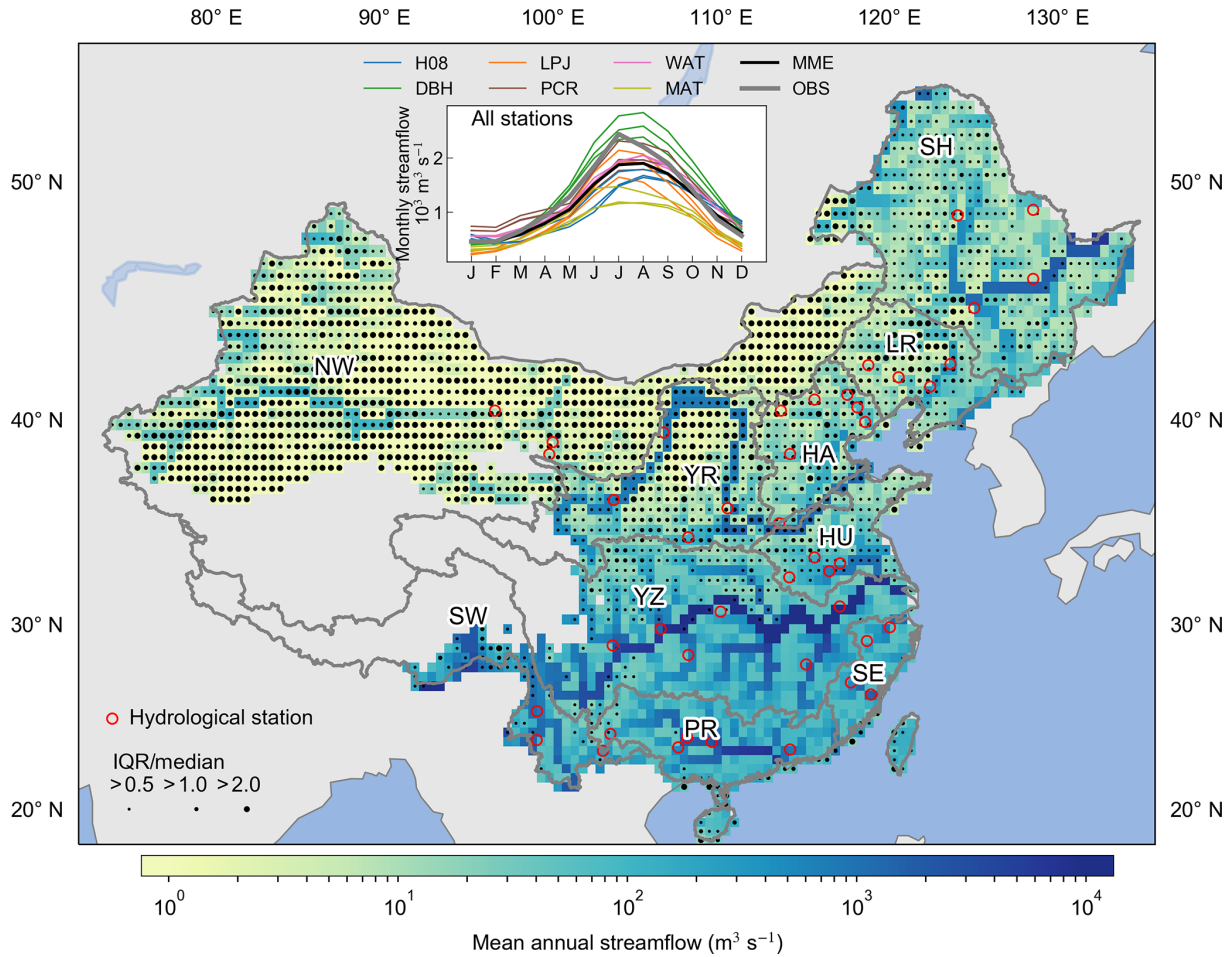 80° E 90° E 100° E 110° E 120° E 130° E
H08 LPJ WAT MME
DBH PCR MAT OBS
All stations
Monthly streamflow
10³ m³ s⁻¹
2
1
J F M A M J J A S O N D
50° N 50° N
40° N 40° N
30° N 30° N
20° N 20° N
SH
LR
NW
HA
YR
HU
YZ
SW
SE
PR
Hydrological station
IQR/median
>0.5 >1.0 >2.0
10⁰ 10¹ 10² 10³ 10⁴
Mean annual streamflow (m³ s⁻¹)